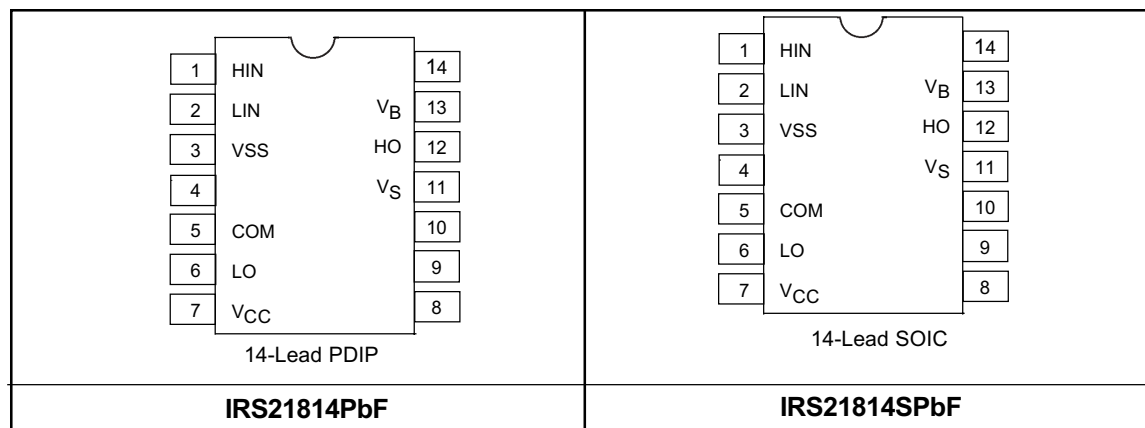 1 HIN 14
2 LIN VB 13
3 VSS HO 12
4 VS 11
5 COM 10
6 LO 9
7 VCC 8
14-Lead PDIP
IRS21814PbF
1 HIN 14
2 LIN VB 13
3 VSS HO 12
4 VS 11
5 COM 10
6 LO 9
7 VCC 8
14-Lead SOIC
IRS21814SPbF